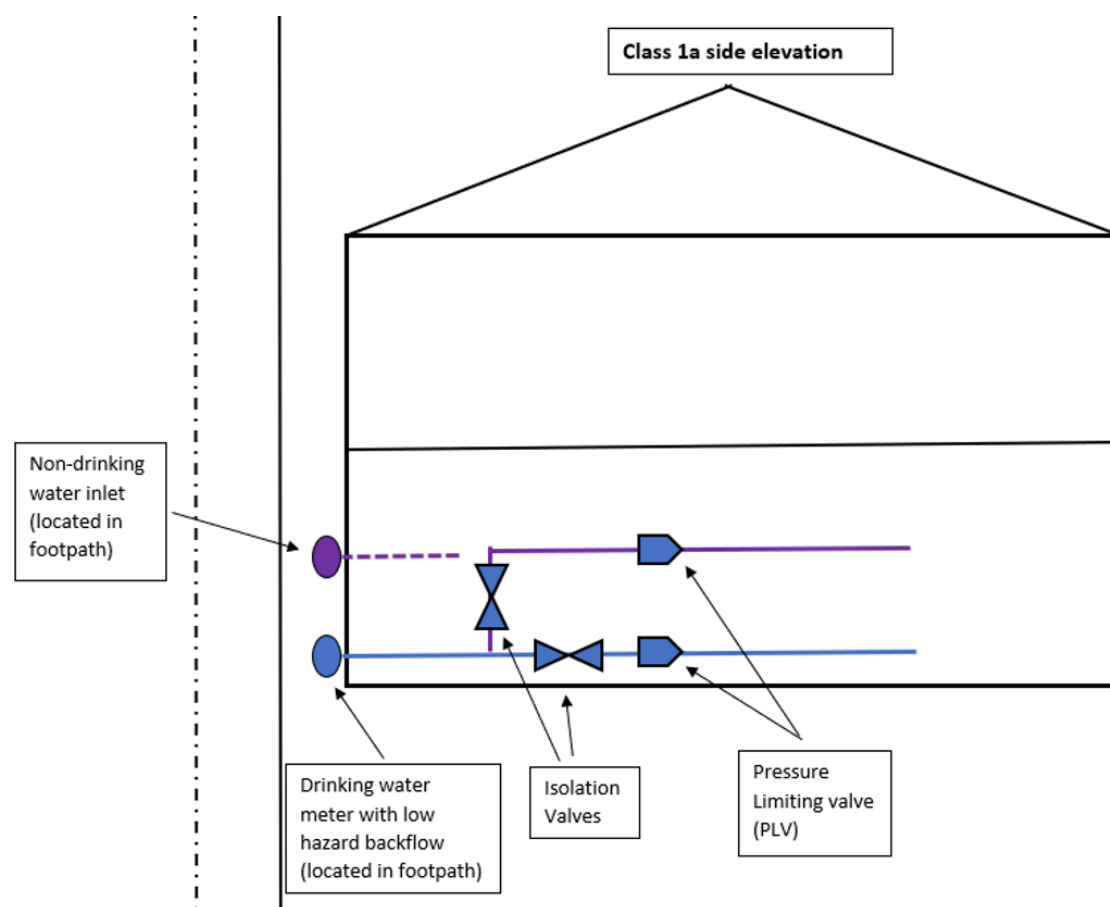 Class 1a side elevation
Non-drinking
water inlet
(located in
footpath)
Drinking water
meter with low
hazard backflow
(located in footpath)
Isolation
Valves
Pressure
Limiting valve
(PLV)